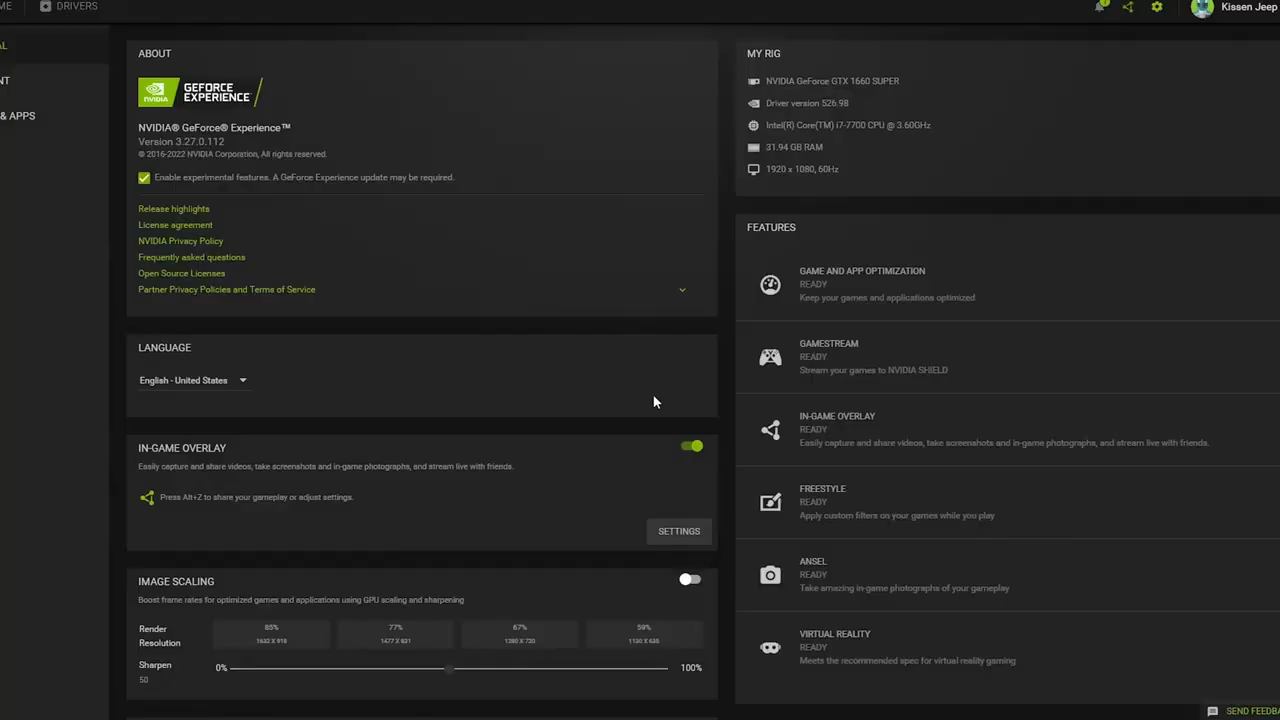 ME
DRIVERS
Kissen Jeep
AL
NT
& APPS
ABOUT
NVIDIA
GEFORCE
EXPERIENCE
NVIDIA® GeForce® Experience™
Version 3.27.0.112
© 2016-2022 NVIDIA Corporation, All rights reserved.
Enable experimental features. A GeForce Experience update may be required.
Release highlights
License agreement
NVIDIA Privacy Policy
Frequently asked questions
Open Source Licenses
Partner Privacy Policies and Terms of Service
LANGUAGE
English - United States
IN-GAME OVERLAY
Easily capture and share videos, take screenshots and in-game photographs, and stream live with friends.
Press Alt+Z to share your gameplay or adjust settings.
SETTINGS
IMAGE SCALING
Boost frame rates for optimized games and applications using GPU scaling and sharpening
Render
Resolution
85%
1632 X 918
77%
1477 X 831
67%
1280 X 720
59%
1130 X 635
Sharpen
50
0%
100%
MY RIG
NVIDIA GeForce GTX 1660 SUPER
Driver version 526.98
Intel(R) Core(TM) i7-7700 CPU @ 3.60GHz
31.94 GB RAM
1920 x 1080, 60Hz
FEATURES
GAME AND APP OPTIMIZATION
READY
Keep your games and applications optimized
GAMESTREAM
READY
Stream your games to NVIDIA SHIELD
IN-GAME OVERLAY
READY
Easily capture and share videos, take screenshots and in-game photographs, and stream live with friends.
FREESTYLE
READY
Apply custom filters on your games while you play
ANSEL
READY
Take amazing in-game photographs of your gameplay
VIRTUAL REALITY
READY
Meets the recommended spec for virtual reality gaming
SEND FEEDBA